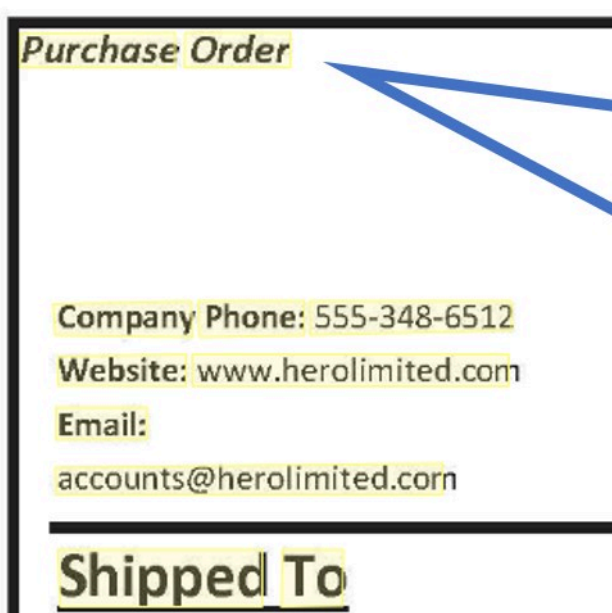 Purchase Order
Company Phone: 555-348-6512
Website: www.herolimited.com
Email:
accounts@herolimited.com
Shipped To